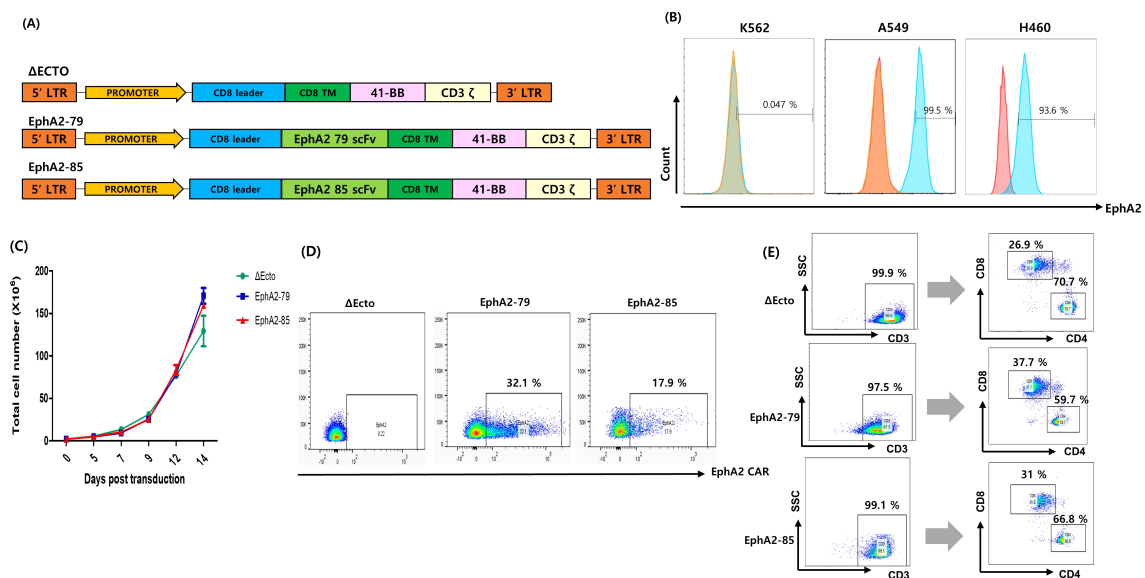 (A)
ΔECTO
5' LTR PROMOTER CD8 leader CD8 TM 41-BB CD3 ζ 3' LTR
EphA2-79
5' LTR PROMOTER CD8 leader EphA2 79 scFv CD8 TM 41-BB CD3 ζ 3' LTR
EphA2-85
5' LTR PROMOTER CD8 leader EphA2 85 scFv CD8 TM 41-BB CD3 ζ 3' LTR
(B)
K562 A549 H460
0.047 % 99.5 % 93.6 %
Count
EphA2
(C)
ΔEcto
EphA2-79
EphA2-85
Total cell number (X10⁶)
200
150
100
50
0
0 5 7 9 12 14
Days post transduction
(D)
ΔEcto EphA2-79 EphA2-85
32.1 % 17.9 %
EphA2 CAR
(E)
ΔEcto
SSC
99.9 %
CD3
CD8
26.9 %
70.7 %
CD4
EphA2-79
SSC
97.5 %
CD3
CD8
37.7 %
59.7 %
CD4
EphA2-85
SSC
99.1 %
CD3
CD8
31 %
66.8 %
CD4